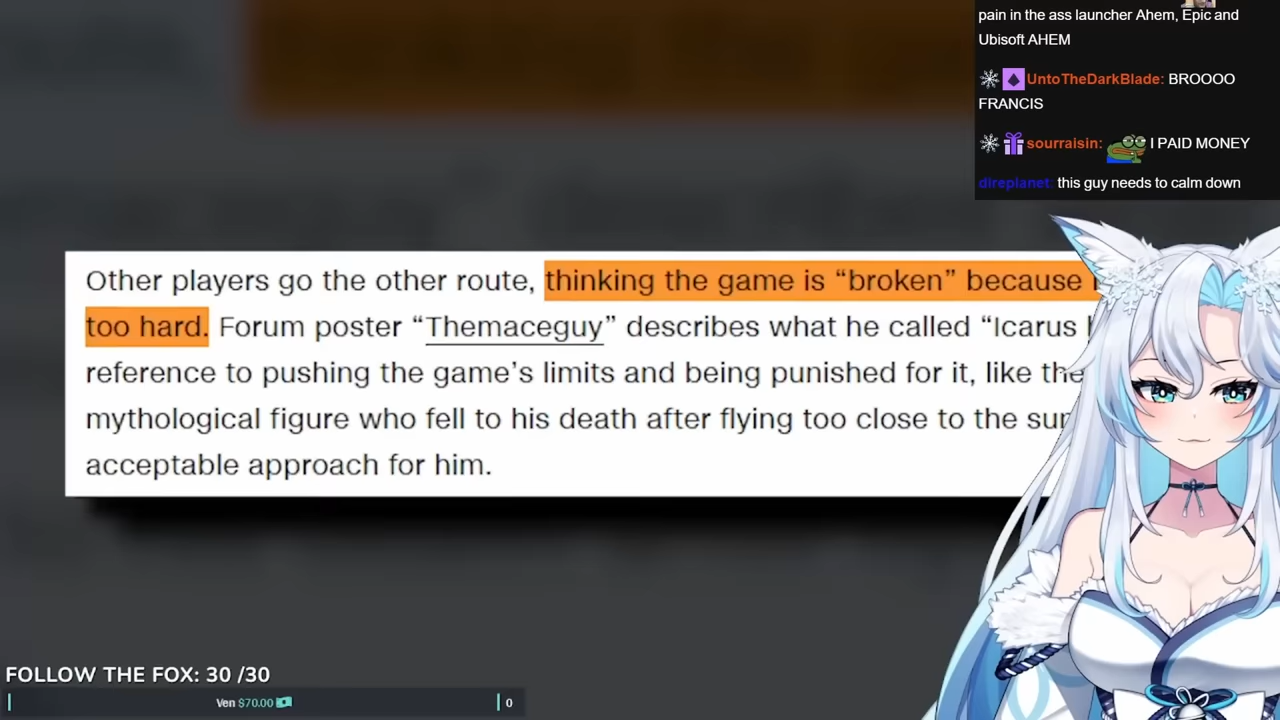 pain in the ass launcher Ahem, Epic and
Ubisoft AHEM
UntoTheDarkBlade: BROOOO
FRANCIS
sourraisin: I PAID MONEY
direplanet: this guy needs to calm down
Other players go the other route, thinking the game is “broken” because
too hard. Forum poster “Themaceguy” describes what he called “Icarus
reference to pushing the game’s limits and being punished for it, like the
mythological figure who fell to his death after flying too close to the sun
acceptable approach for him.
FOLLOW THE FOX: 30 /30
Ven $70.00
0